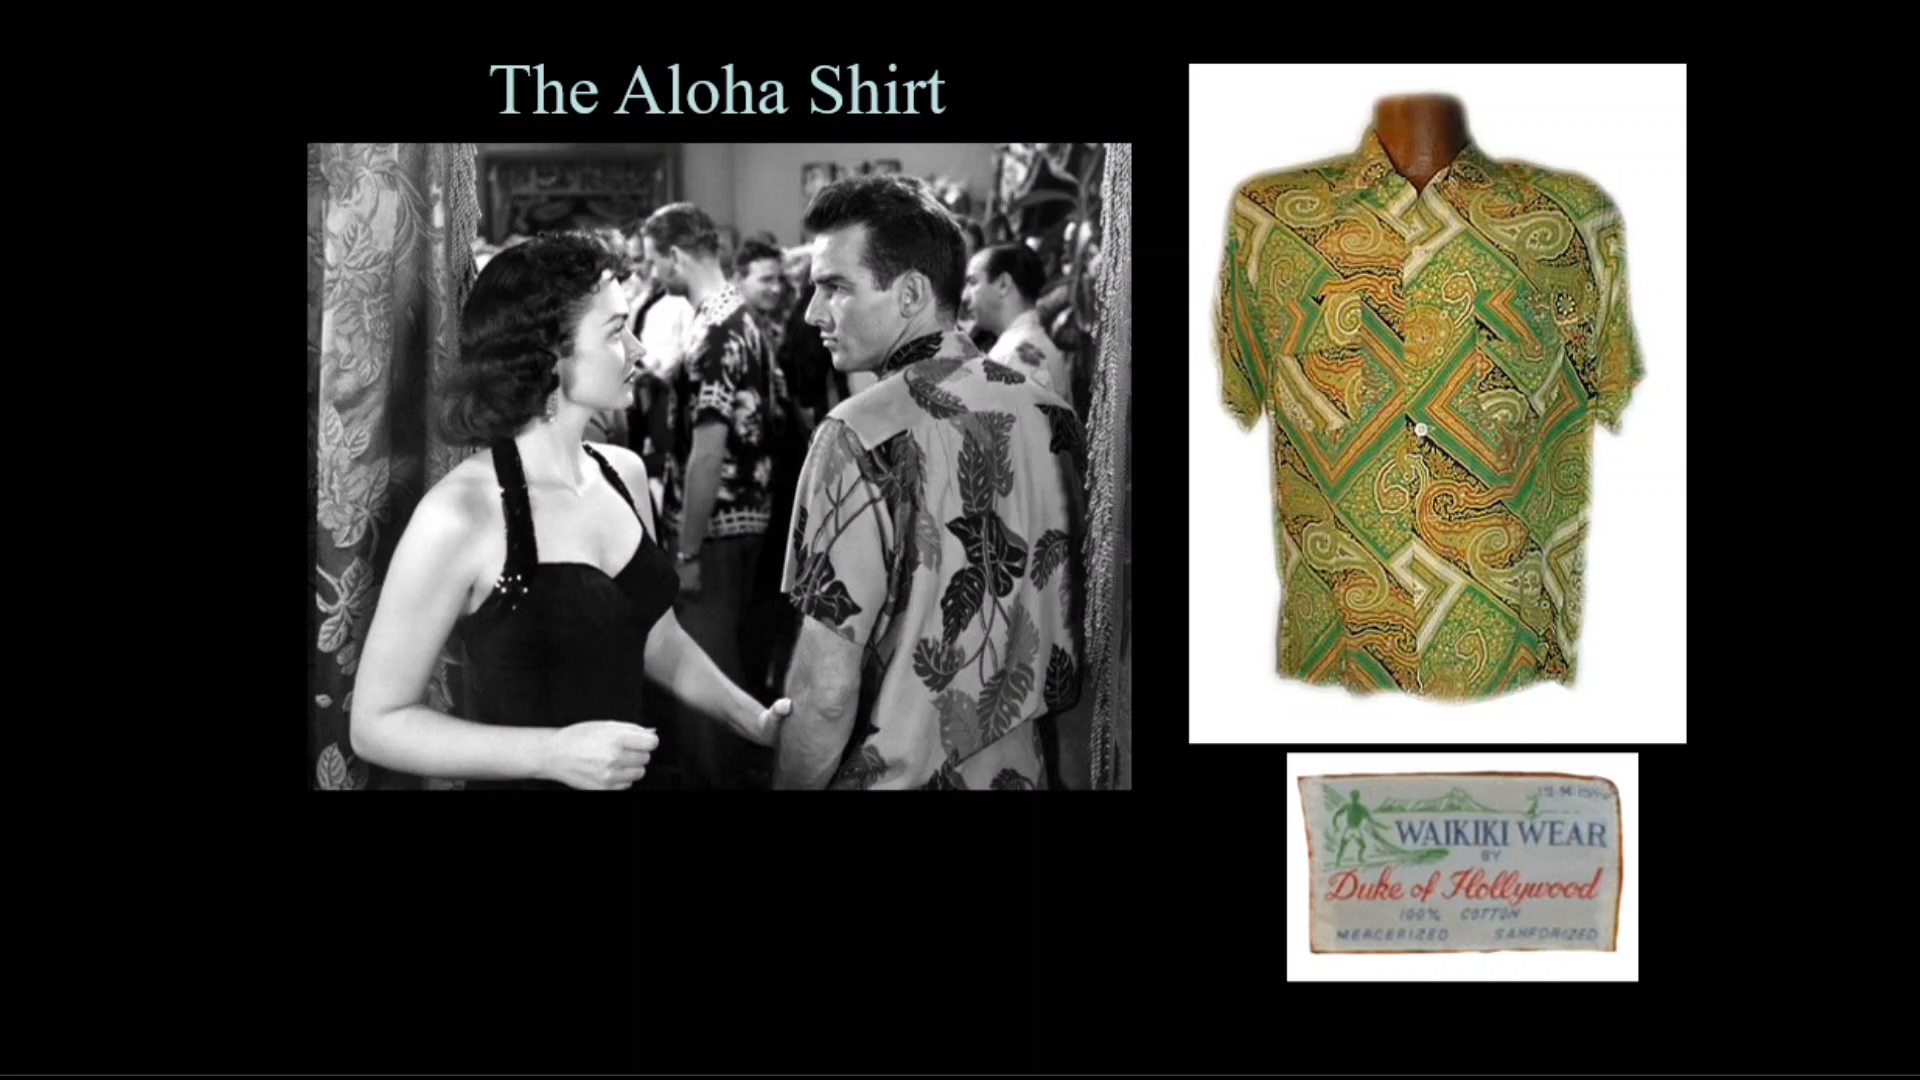 The Aloha Shirt
WAIKIKI WEAR
BY
Duke of Hollywood
100% COTTON
MERCERIZED SANFORIZED